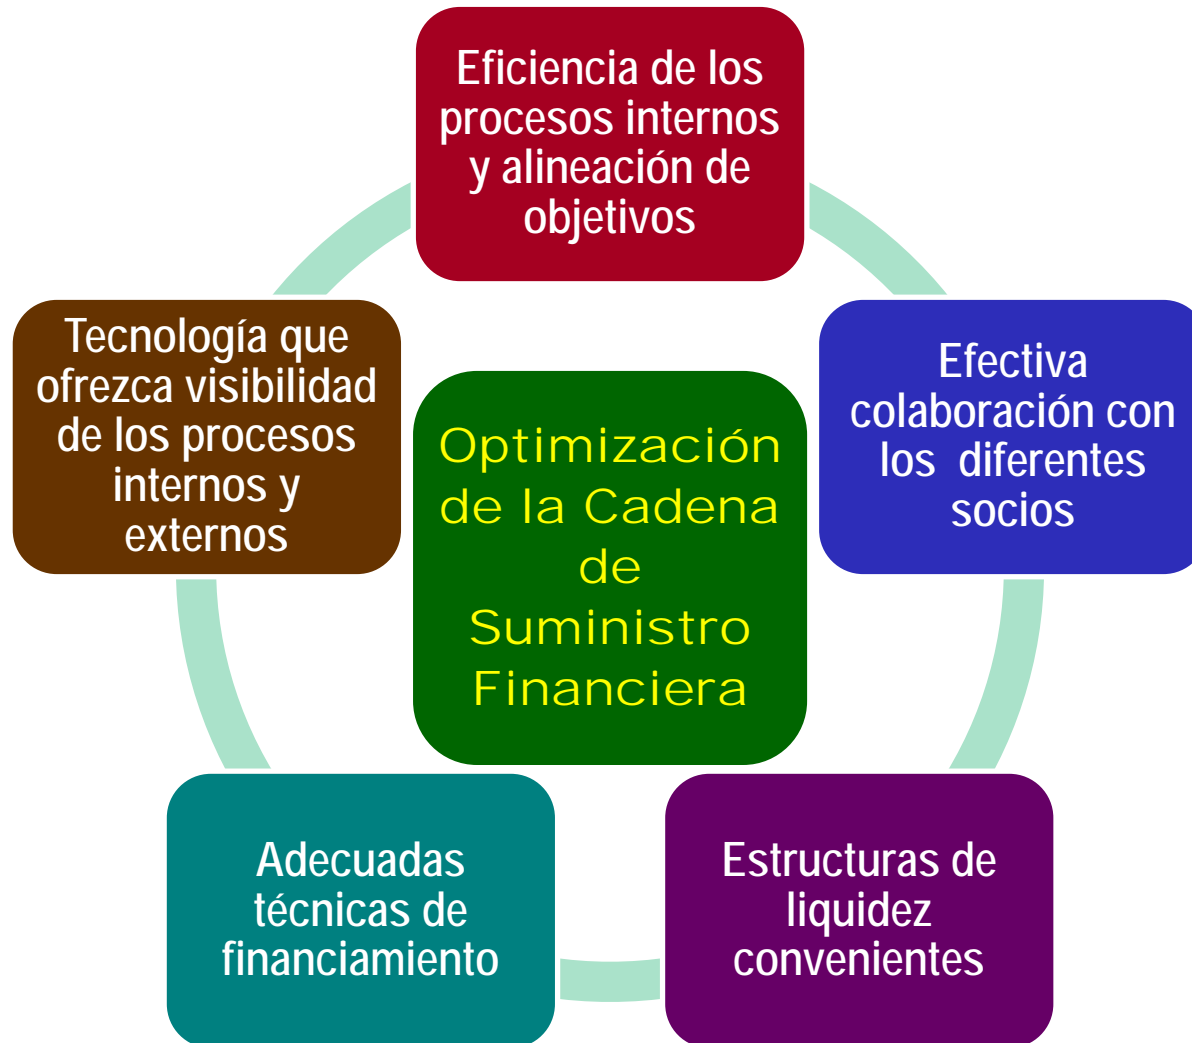 Eficiencia de los
procesos internos
y alineación de
objetivos
Tecnología que
ofrezca visibilidad
de los procesos
internos y
externos
Efectiva
colaboración con
los diferentes
socios
Optimización
de la Cadena
de
Suministro
Financiera
Adecuadas
técnicas de
financiamiento
Estructuras de
liquidez
convenientes